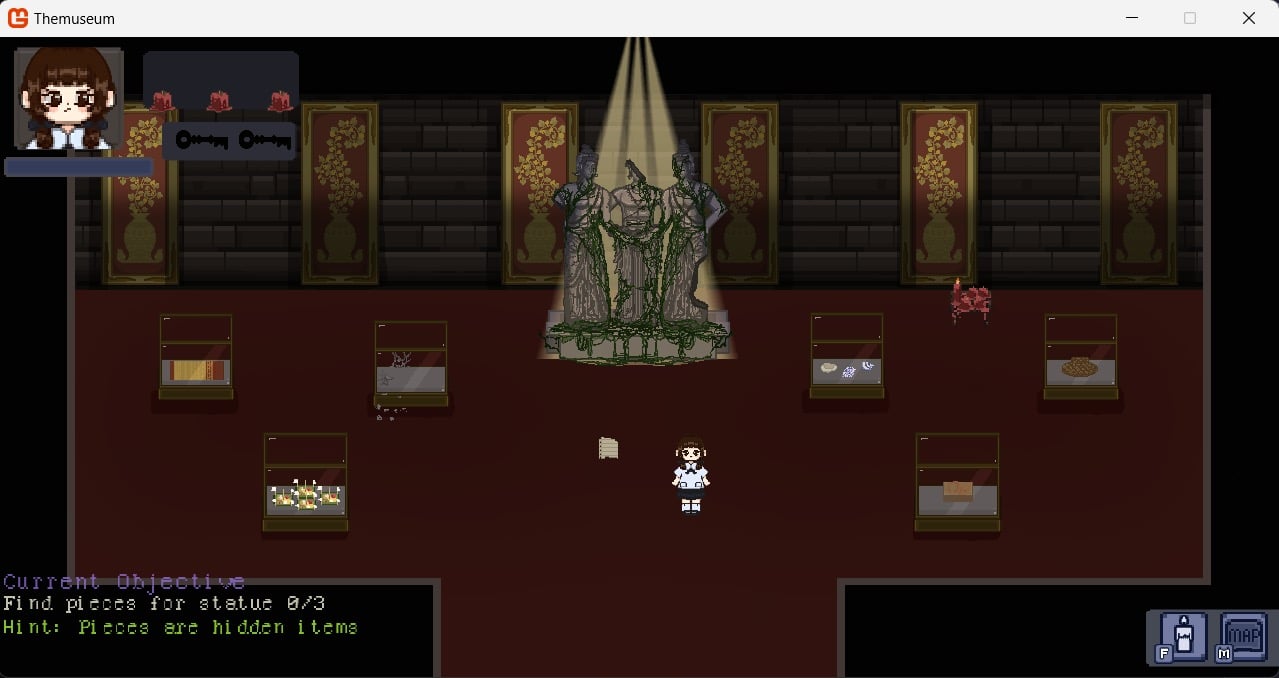 Themuseum
Current Objective
Find pieces for statue 0/3
Hint: Pieces are hidden items
F
MAP
M